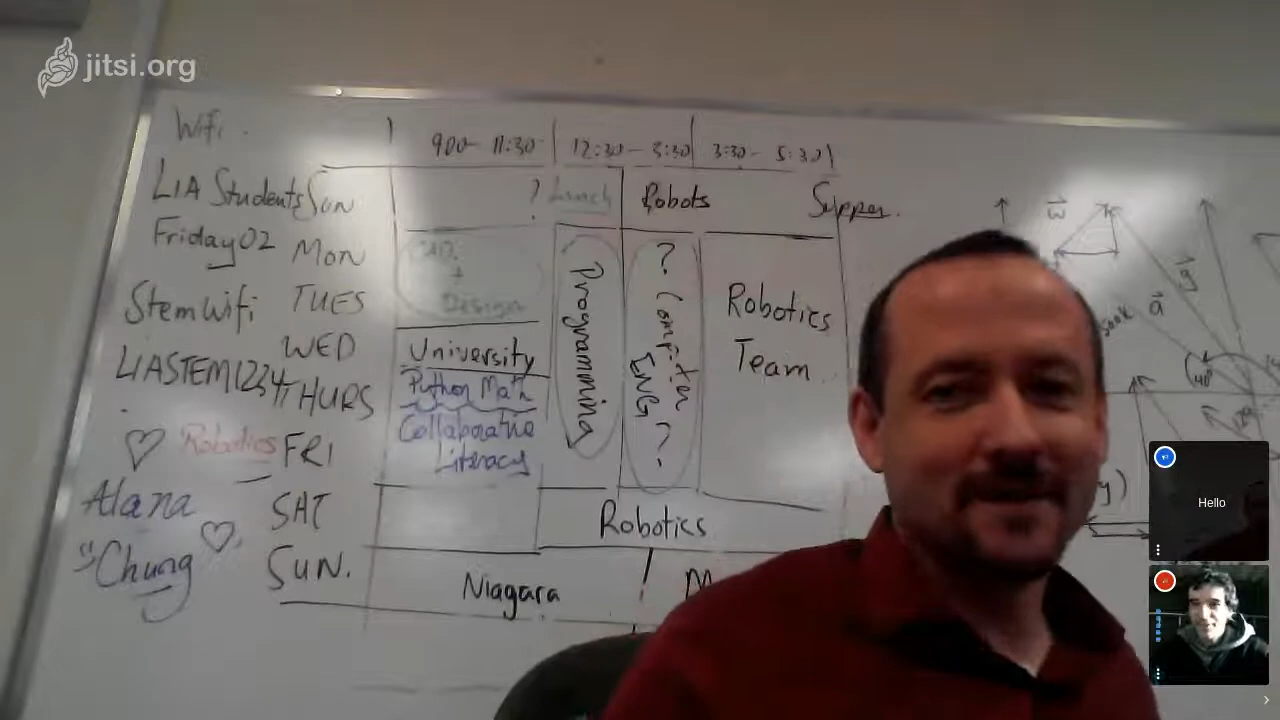 jitsi.org
Wifi.
LIA Students
Friday02
Stemwifi
LIASTEM1234
Robotics
Alana
"Chung
900 - 11:30
12:30 - 3:30
3:30 - 5:30
Sun
? Lunch
Robots
Supper.
MON
TUES
WED
THURS
FRI
SAT
SUN.
Design
University
Python Math
Collaborative
Literacy
Programming
? Computer
ENG ?
Robotics
Team
Robotics
Niagara
w
a
40°
y)
Hello